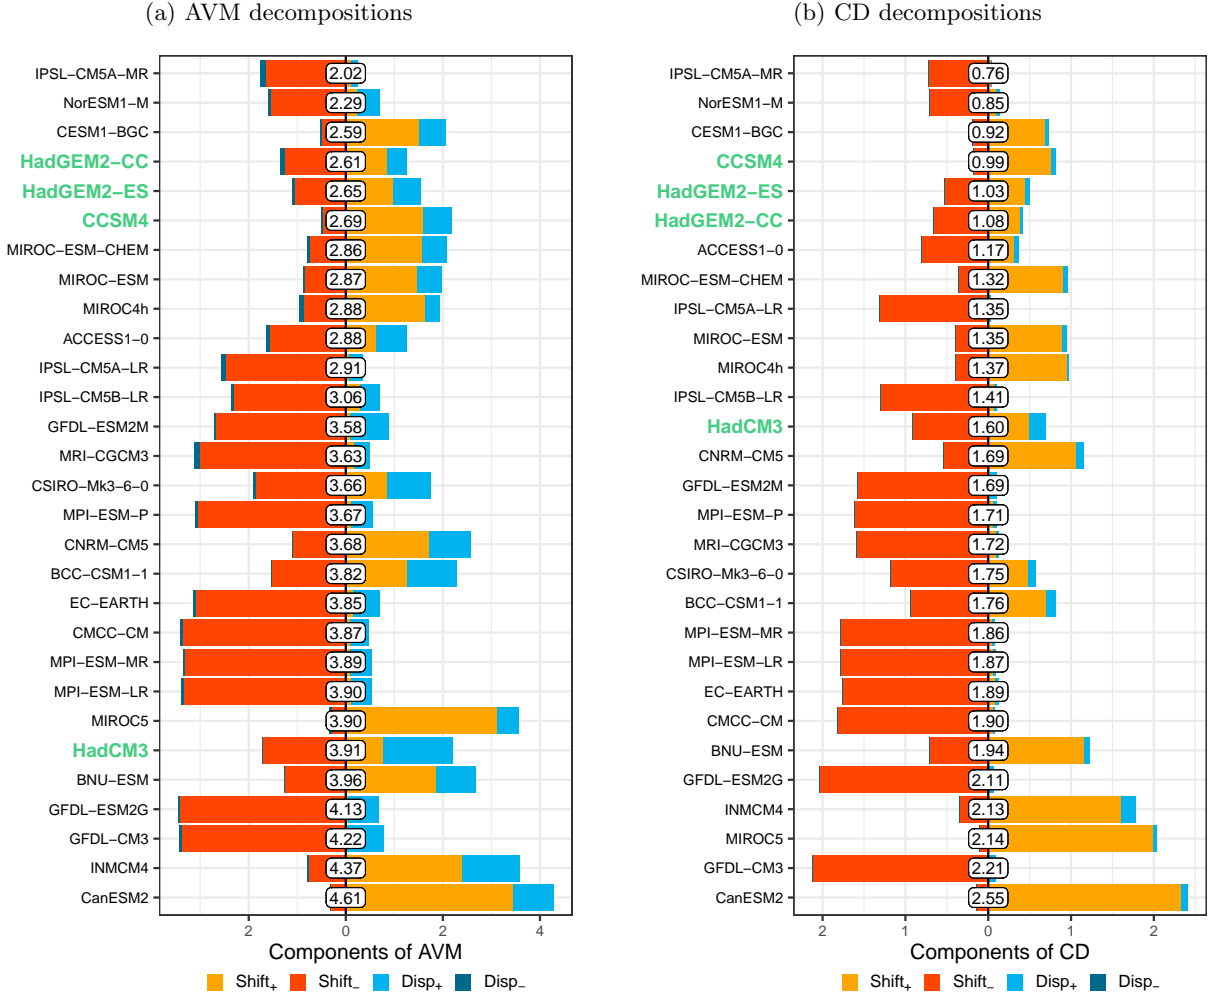 (a) AVM decompositions
IPSL−CM5A−MR 2.02
NorESM1−M 2.29
CESM1−BGC 2.59
HadGEM2−CC 2.61
HadGEM2−ES 2.65
CCSM4 2.69
MIROC−ESM−CHEM 2.86
MIROC−ESM 2.87
MIROC4h 2.88
ACCESS1−0 2.88
IPSL−CM5A−LR 2.91
IPSL−CM5B−LR 3.06
GFDL−ESM2M 3.58
MRI−CGCM3 3.63
CSIRO−Mk3−6−0 3.66
MPI−ESM−P 3.67
CNRM−CM5 3.68
BCC−CSM1−1 3.82
EC−EARTH 3.85
CMCC−CM 3.87
MPI−ESM−MR 3.89
MPI−ESM−LR 3.90
MIROC5 3.90
HadCM3 3.91
BNU−ESM 3.96
GFDL−ESM2G 4.13
GFDL−CM3 4.22
INMCM4 4.37
CanESM2 4.61
2 0 2 4
Components of AVM
Shift+ Shift− Disp+ Disp−
(b) CD decompositions
IPSL−CM5A−MR 0.76
NorESM1−M 0.85
CESM1−BGC 0.92
CCSM4 0.99
HadGEM2−ES 1.03
HadGEM2−CC 1.08
ACCESS1−0 1.17
MIROC−ESM−CHEM 1.32
IPSL−CM5A−LR 1.35
MIROC−ESM 1.35
MIROC4h 1.37
IPSL−CM5B−LR 1.41
HadCM3 1.60
CNRM−CM5 1.69
GFDL−ESM2M 1.69
MPI−ESM−P 1.71
MRI−CGCM3 1.72
CSIRO−Mk3−6−0 1.75
BCC−CSM1−1 1.76
MPI−ESM−MR 1.86
MPI−ESM−LR 1.87
EC−EARTH 1.89
CMCC−CM 1.90
BNU−ESM 1.94
GFDL−ESM2G 2.11
INMCM4 2.13
MIROC5 2.14
GFDL−CM3 2.21
CanESM2 2.55
2 1 0 1 2
Components of CD
Shift+ Shift− Disp+ Disp−